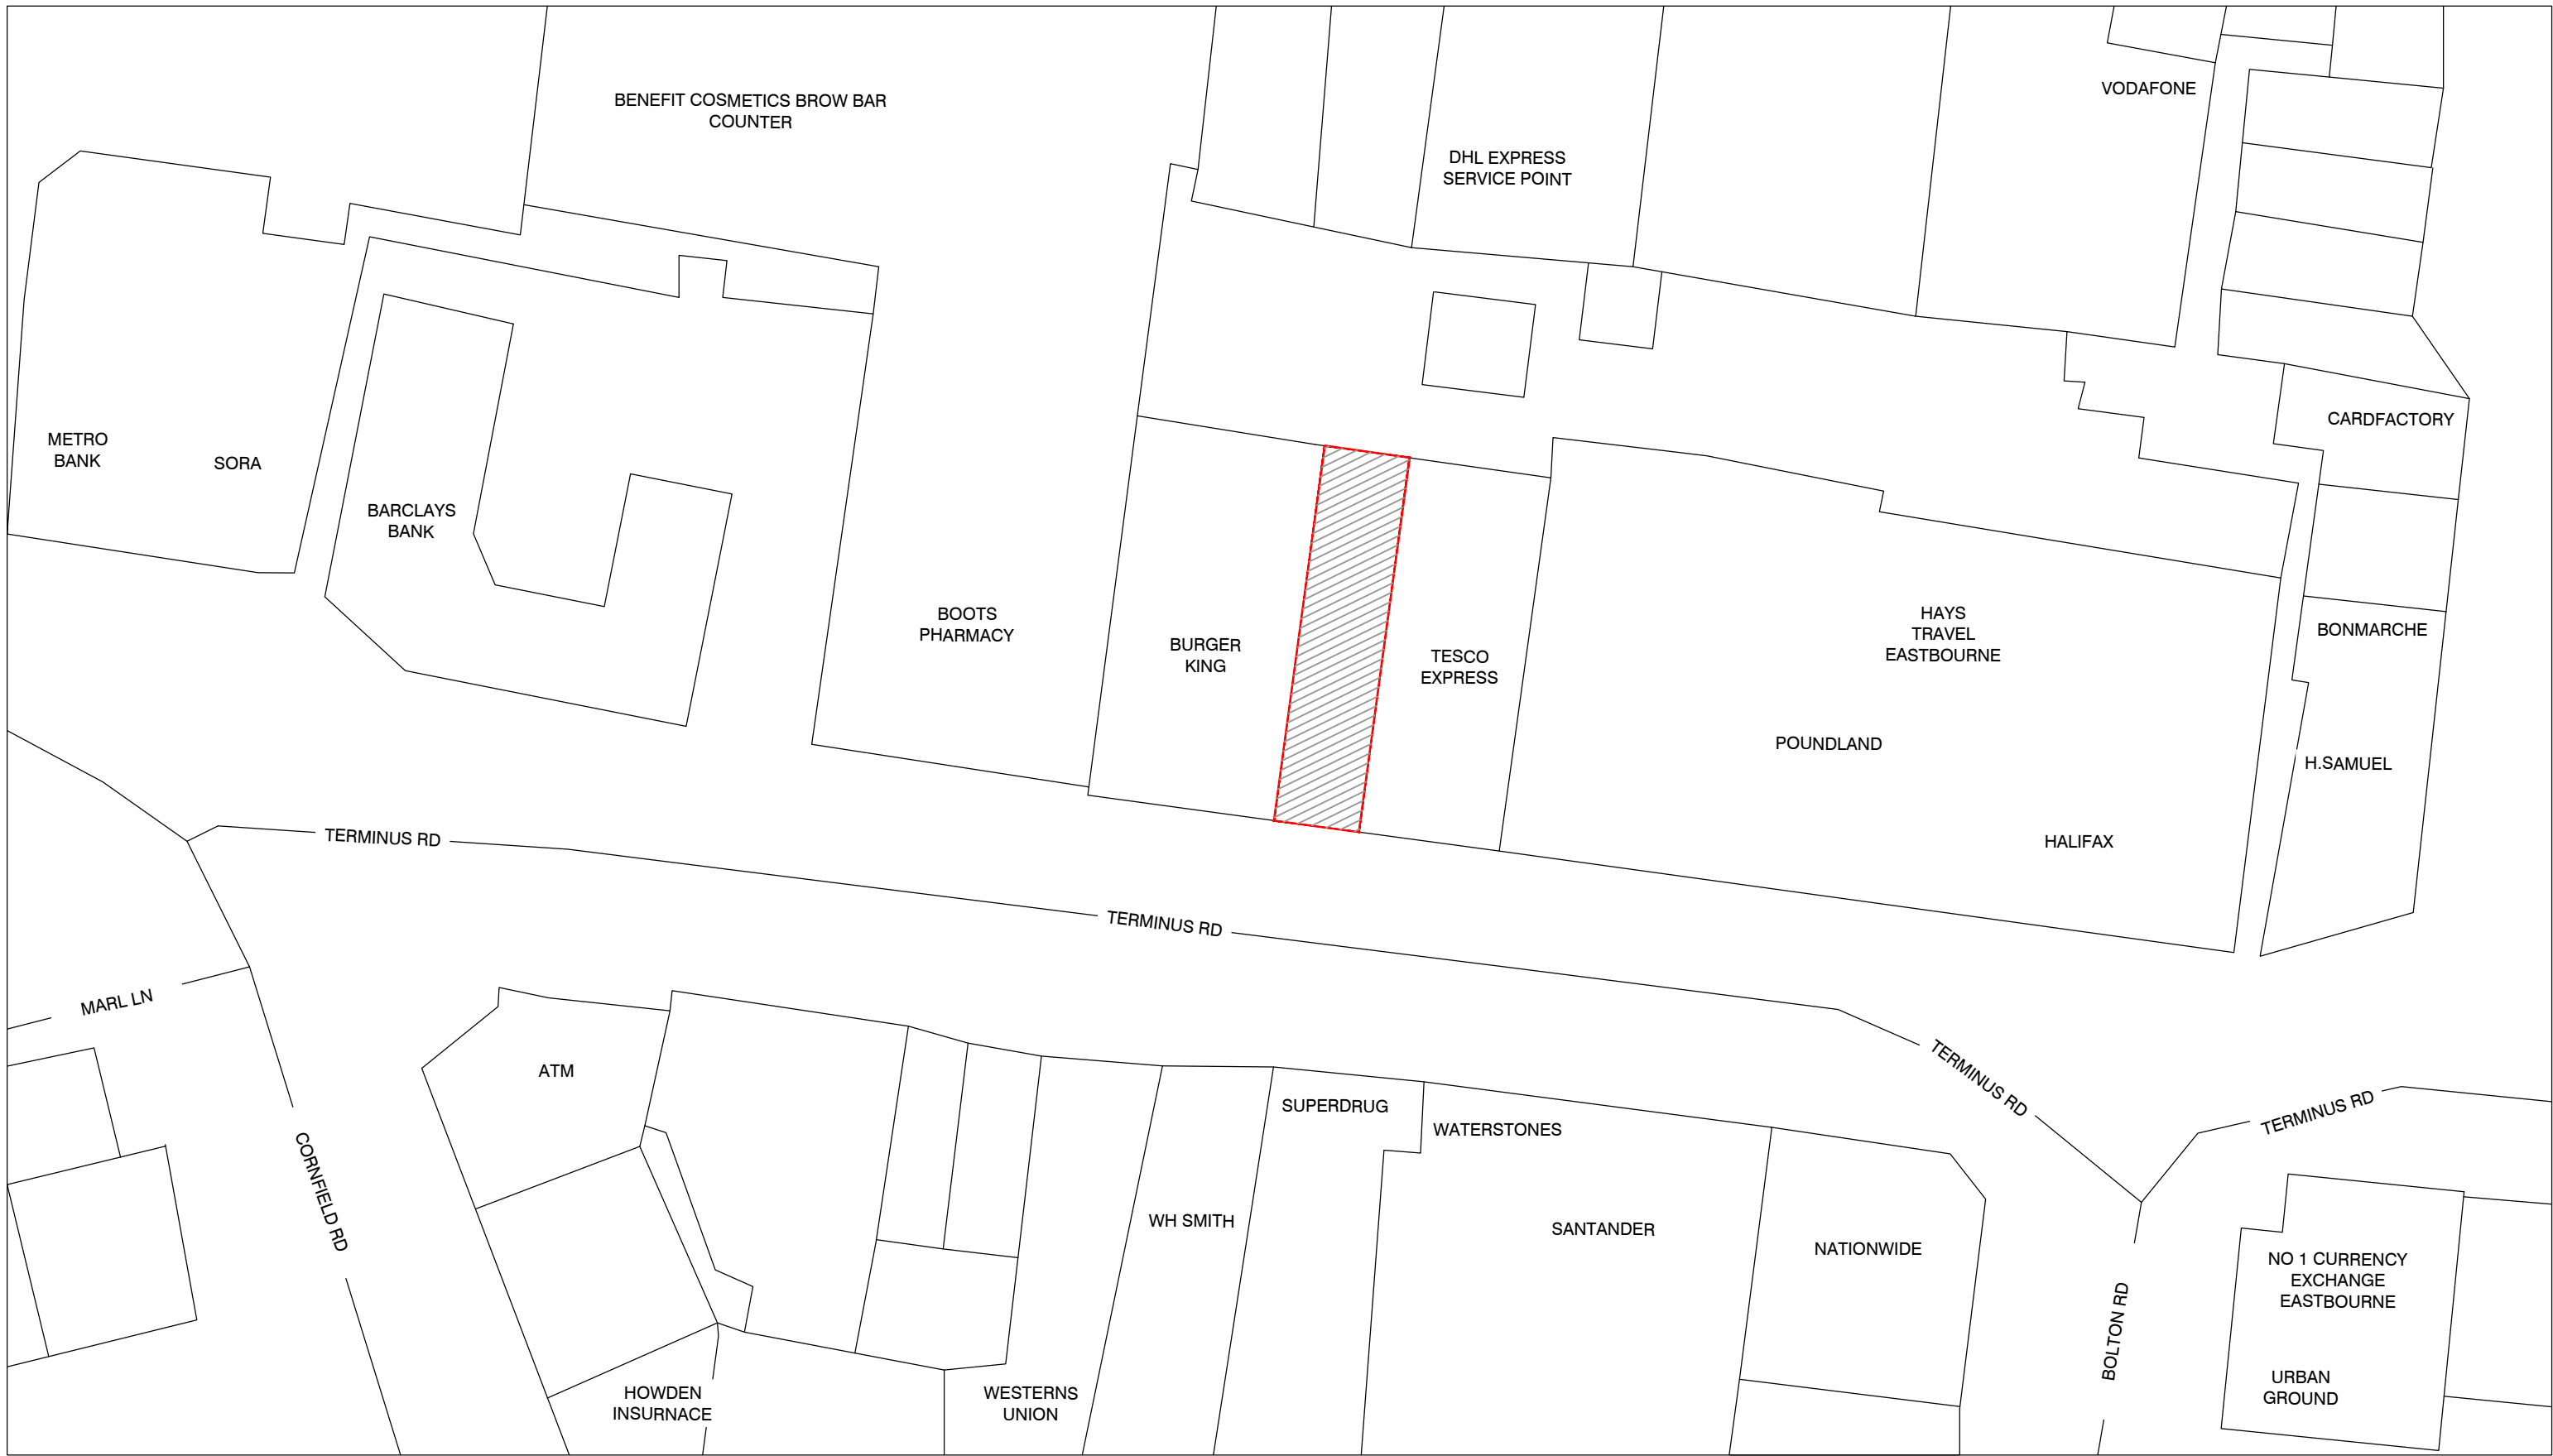 BENEFIT COSMETICS BROW BAR
COUNTER
VODAFONE
DHL EXPRESS
SERVICE POINT
CARDFACTORY
METRO
BANK
SORA
BARCLAYS
BANK
BOOTS
PHARMACY
BURGER
KING
TESCO
EXPRESS
HAYS
TRAVEL
EASTBOURNE
BONMARCHE
POUNDLAND
H.SAMUEL
HALIFAX
TERMINUS RD
TERMINUS RD
MARL LN
ATM
TERMINUS RD
TERMINUS RD
SUPERDRUG
WATERSTONES
CORNFIELD RD
WH SMITH
SANTANDER
NATIONWIDE
NO 1 CURRENCY
EXCHANGE
EASTBOURNE
BOLTON RD
URBAN
GROUND
HOWDEN
INSURNACE
WESTERNS
UNION